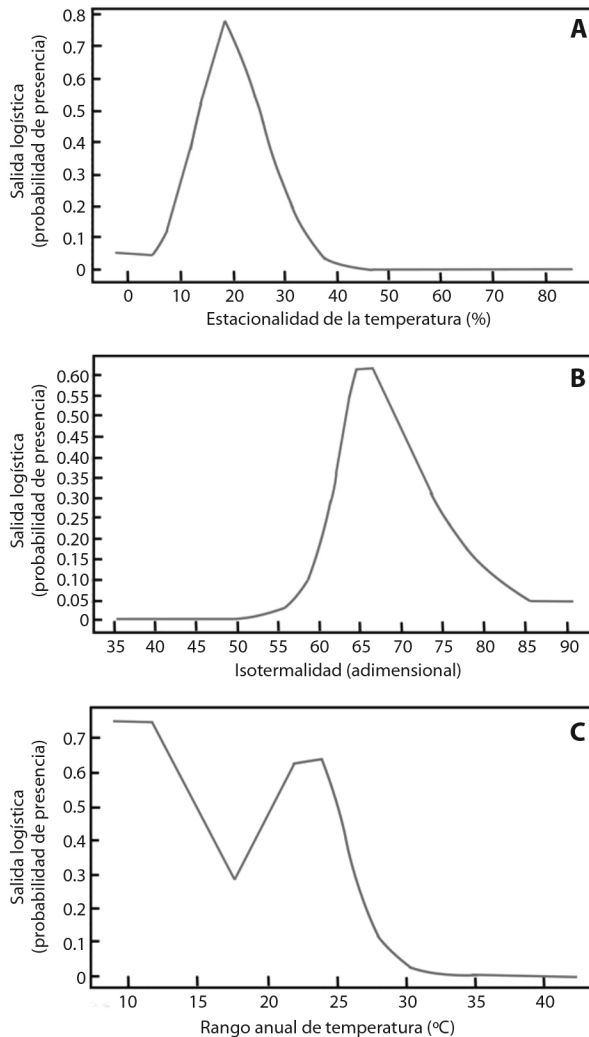 A
Salida logística
(probabilidad de presencia)
0.8
0.7
0.6
0.5
0.4
0.3
0.2
0.1
0
0 10 20 30 40 50 60 70 80
Estacionalidad de la temperatura (%)
B
Salida logística
(probabilidad de presencia)
0.60
0.55
0.50
0.45
0.40
0.35
0.30
0.25
0.20
0.15
0.10
0.05
0
35 40 45 50 55 60 65 70 75 80 85 90
Isotermalidad (adimensional)
C
Salida logística
(probabilidad de presencia)
0.7
0.6
0.5
0.4
0.3
0.2
0.1
0
10 15 20 25 30 35 40
Rango anual de temperatura (ºC)